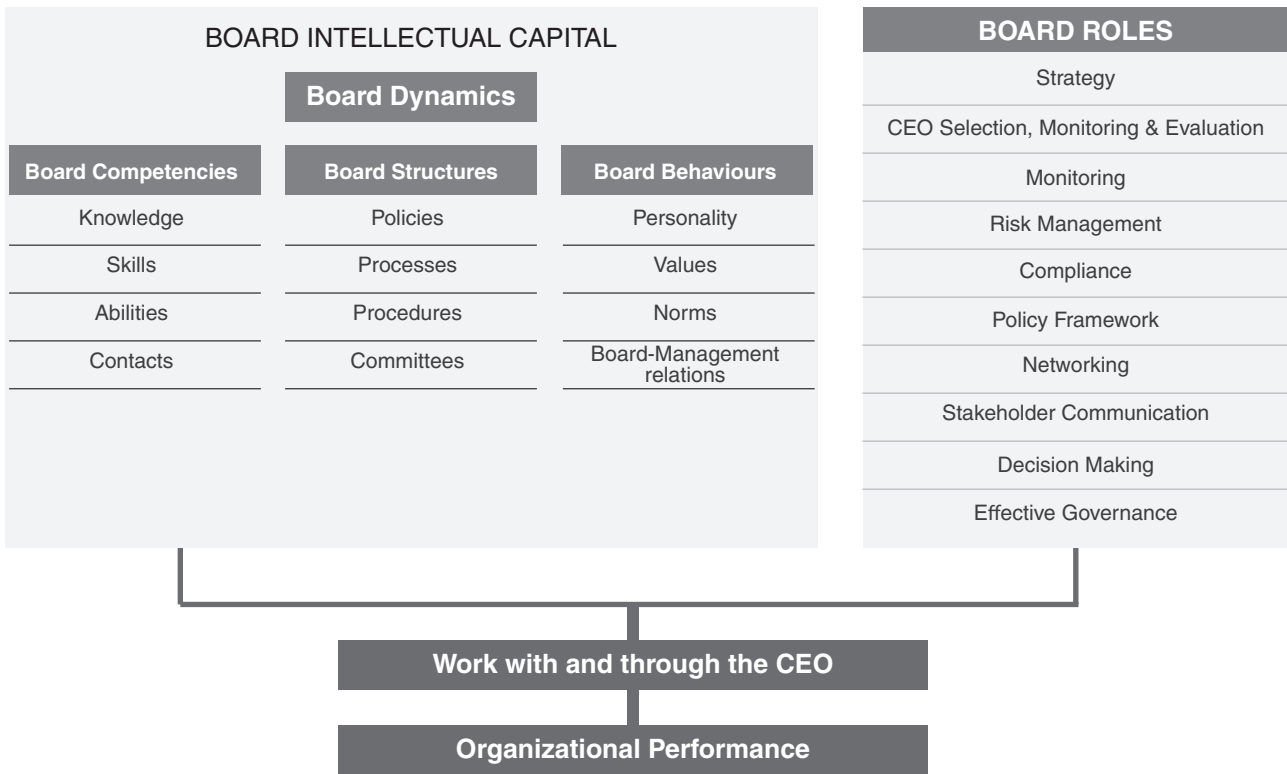 BOARD INTELLECTUAL CAPITAL
Board Dynamics
Board Competencies
Knowledge
Skills
Abilities
Contacts
Board Structures
Policies
Processes
Procedures
Committees
Board Behaviours
Personality
Values
Norms
Board-Management
relations
BOARD ROLES
Strategy
CEO Selection, Monitoring & Evaluation
Monitoring
Risk Management
Compliance
Policy Framework
Networking
Stakeholder Communication
Decision Making
Effective Governance
Work with and through the CEO
Organizational Performance